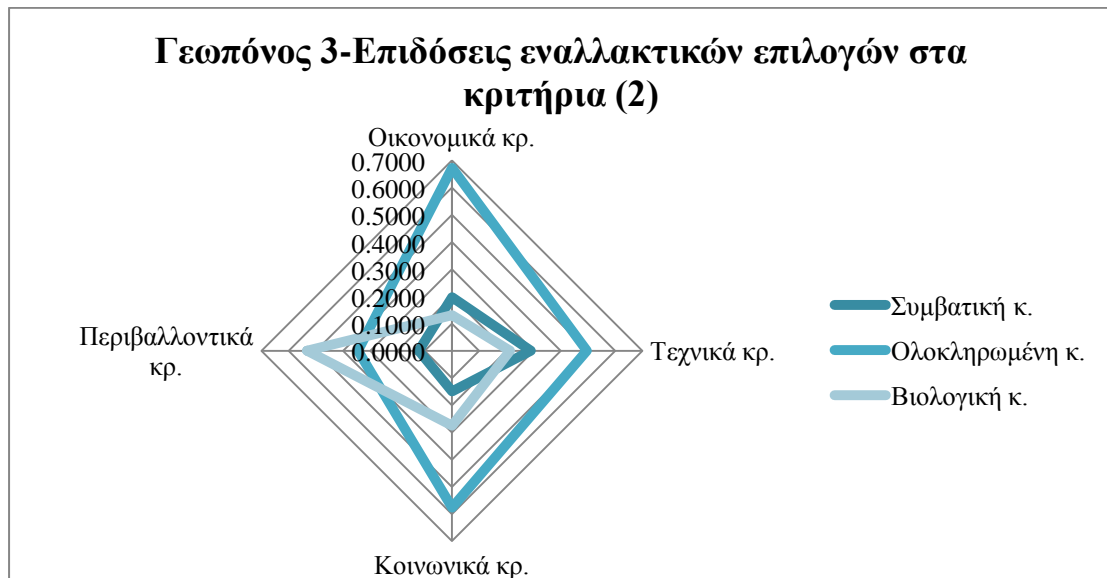 Γεωπόνος 3-Επιδόσεις εναλλακτικών επιλογών στα
κριτήρια (2)
Οικονομικά κρ.
0.7000
0.6000
0.5000
0.4000
0.3000
0.2000
0.1000
0.0000
Περιβαλλοντικά
κρ.
Τεχνικά κρ.
Κοινωνικά κρ.
Συμβατική κ.
Ολοκληρωμένη κ.
Βιολογική κ.